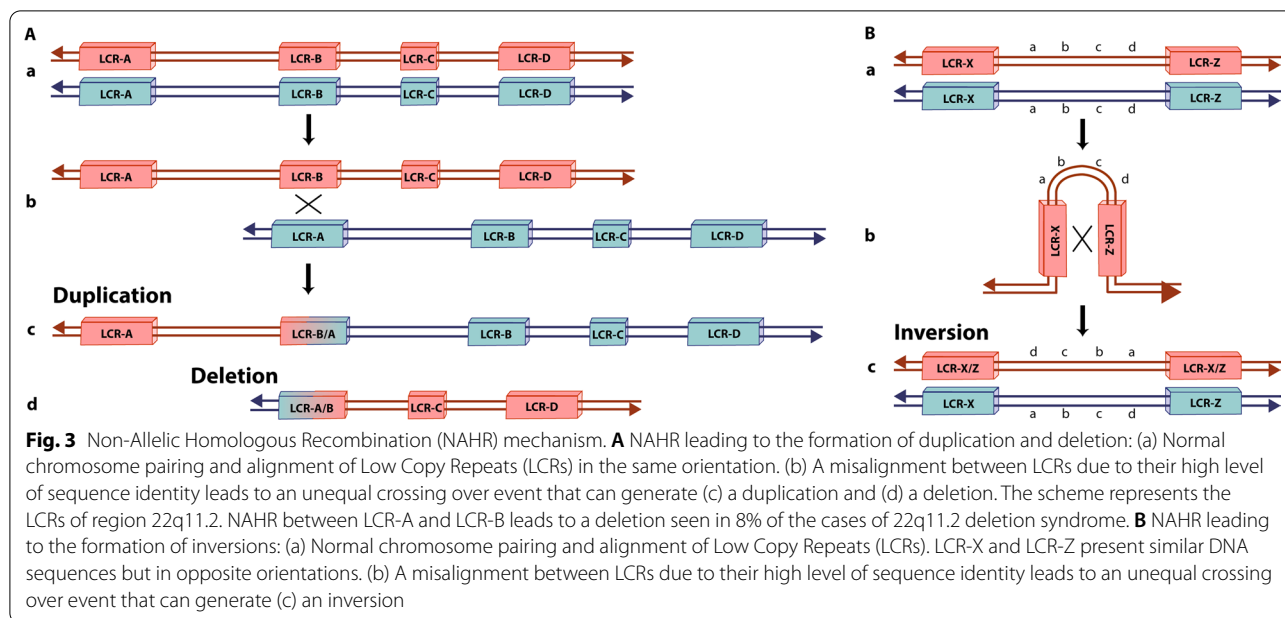 A
a
LCR-A LCR-B LCR-C LCR-D
LCR-A LCR-B LCR-C LCR-D
b
LCR-A LCR-B LCR-C LCR-D
LCR-A LCR-B LCR-C LCR-D
Duplication
c
LCR-A LCR-B/A LCR-B LCR-C LCR-D
Deletion
d
LCR-A/B LCR-C LCR-D
B
a
a b c d
LCR-X LCR-Z
LCR-X LCR-Z
a b c d
b
b c
a d
LCR-X LCR-Z
Inversion
c
d c b a
LCR-X/Z LCR-X/Z
LCR-X LCR-Z
a b c d
Fig. 3 Non-Allelic Homologous Recombination (NAHR) mechanism. A NAHR leading to the formation of duplication and deletion: (a) Normal
chromosome pairing and alignment of Low Copy Repeats (LCRs) in the same orientation. (b) A misalignment between LCRs due to their high level
of sequence identity leads to an unequal crossing over event that can generate (c) a duplication and (d) a deletion. The scheme represents the
LCRs of region 22q11.2. NAHR between LCR-A and LCR-B leads to a deletion seen in 8% of the cases of 22q11.2 deletion syndrome. B NAHR leading
to the formation of inversions: (a) Normal chromosome pairing and alignment of Low Copy Repeats (LCRs). LCR-X and LCR-Z present similar DNA
sequences but in opposite orientations. (b) A misalignment between LCRs due to their high level of sequence identity leads to an unequal crossing
over event that can generate (c) an inversion